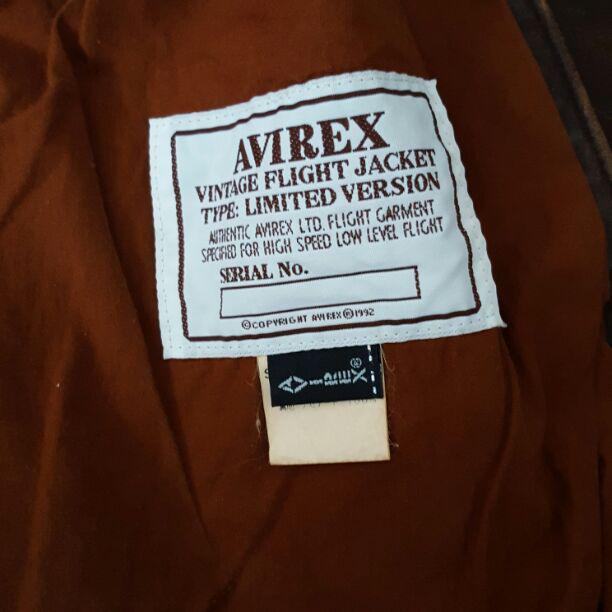 AVIREX
VINTAGE FLIGHT JACKET
TYPE: LIMITED VERSION
AUTHENTIC AVIREX LTD. FLIGHT GARMENT
SPECIFIED FOR HIGH SPEED LOW LEVEL FLIGHT
SERIAL No.
©COPYRIGHT AVIREX®1992